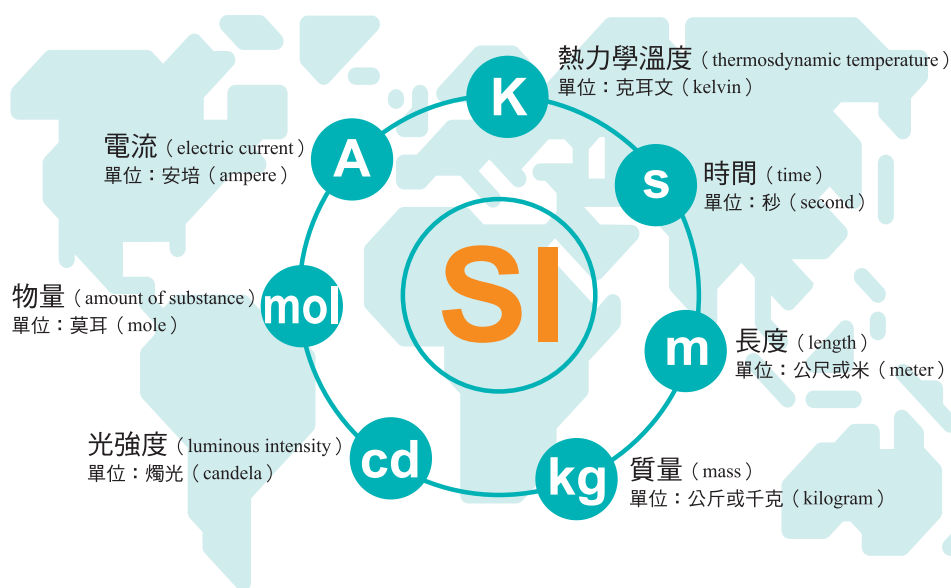 K
熱力學溫度（thermosdynamic temperature）
單位：克耳文（kelvin）
s
時間（time）
單位：秒（second）
m
長度（length）
單位：公尺或米（meter）
kg
質量（mass）
單位：公斤或千克（kilogram）
cd
光強度（luminous intensity）
單位：燭光（candela）
mol
物量（amount of substance）
單位：莫耳（mole）
A
電流（electric current）
單位：安培（ampere）
SI